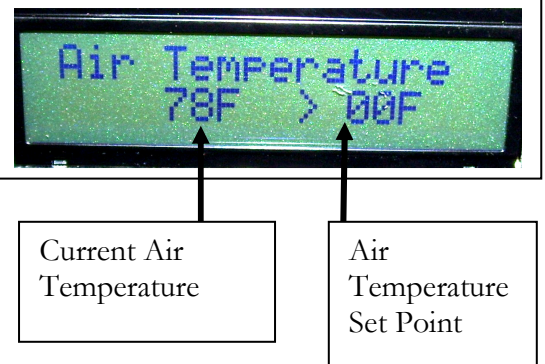 Air Temperature
78F > 00F
Current Air
Temperature
Air
Temperature
Set Point